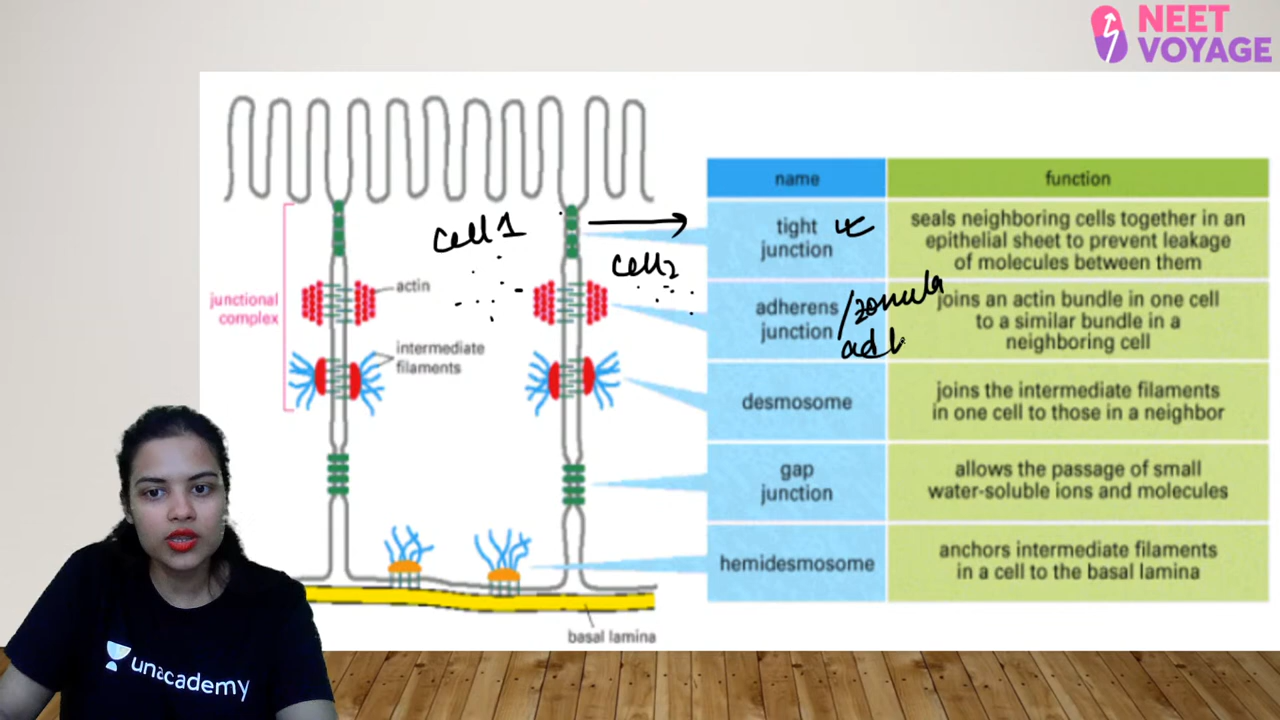 NEET
VOYAGE
cell 1
cell2
junctional
complex
actin
intermediate
filaments
basal lamina
name
function
tight
junction
seals neighboring cells together in an
epithelial sheet to prevent leakage
of molecules between them
adherens
junction
/zonula
adh
joins an actin bundle in one cell
to a similar bundle in a
neighboring cell
desmosome
joins the intermediate filaments
in one cell to those in a neighbor
gap
junction
allows the passage of small
water-soluble ions and molecules
hemidesmosome
anchors intermediate filaments
in a cell to the basal lamina
unacademy